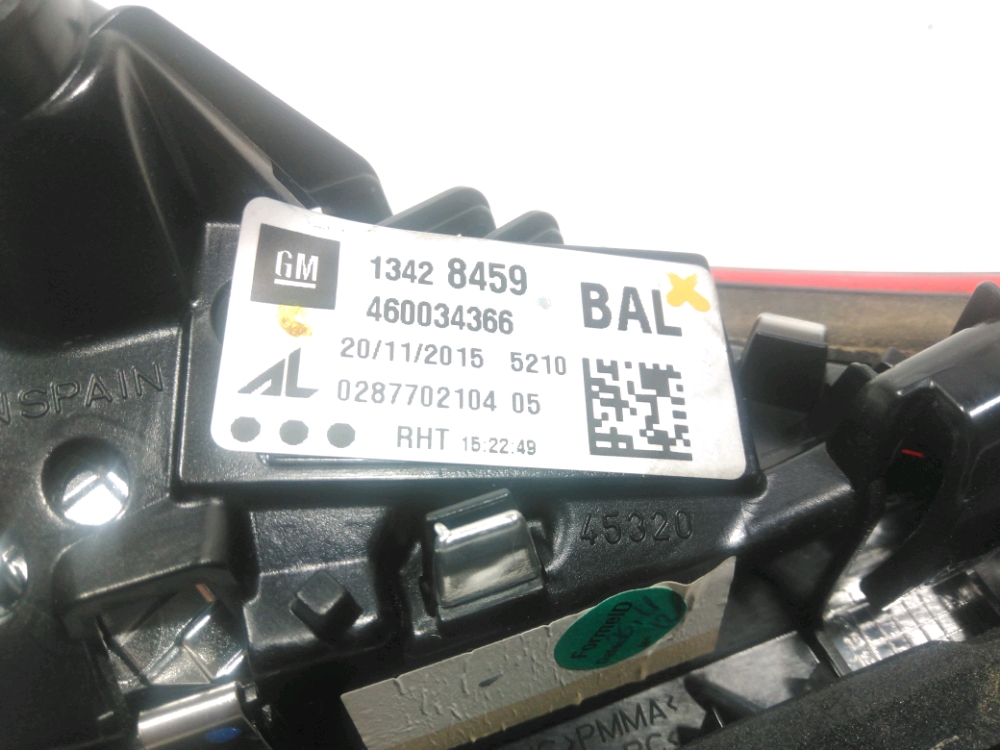 GM
1342 8459
BAL
460034366
20/11/2015 5210
AL
0287702104 05
RHT 15:22:49
SPAIN
45320
FormelD
>PMMA<